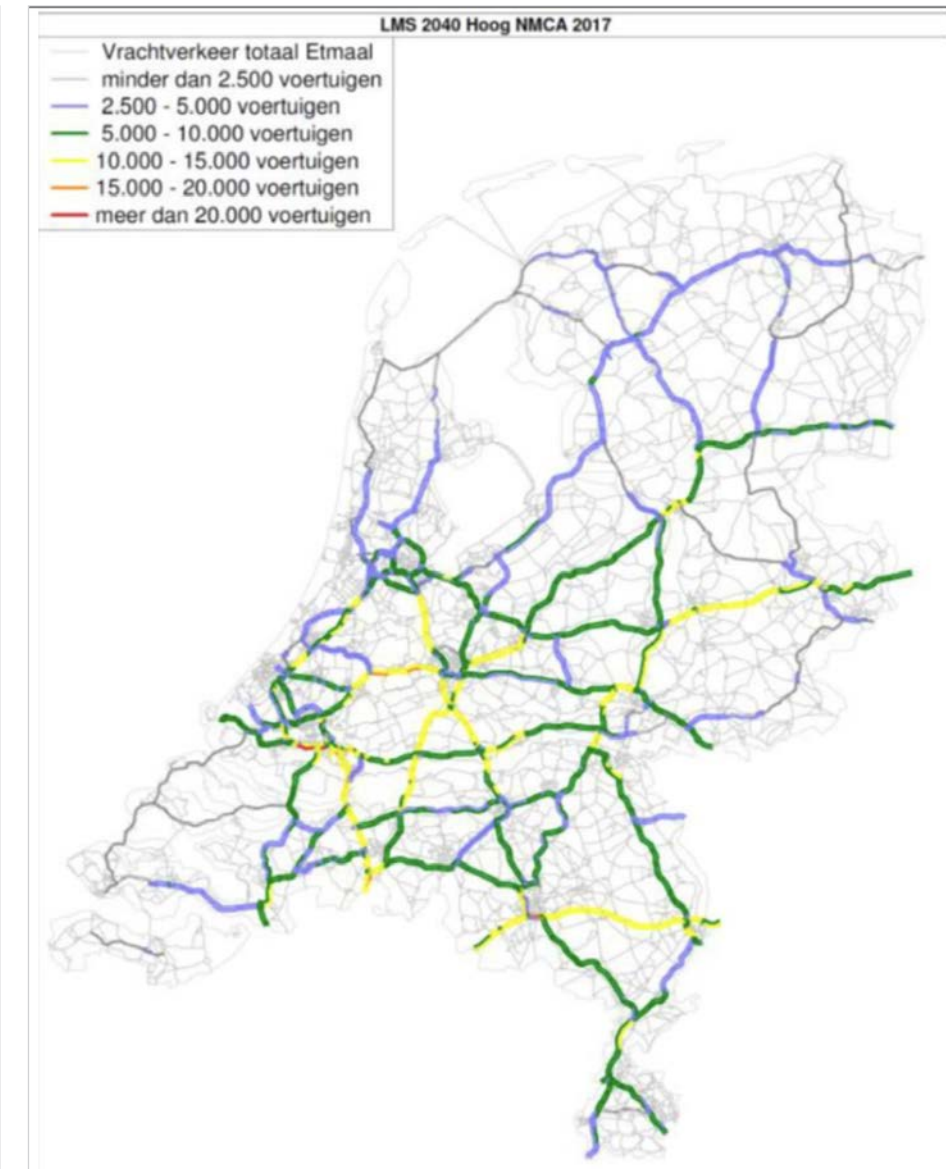 LMS 2040 Hoog NMCA 2017
Vrachtverkeer totaal Etmaal
minder dan 2.500 voertuigen
2.500 - 5.000 voertuigen
5.000 - 10.000 voertuigen
10.000 - 15.000 voertuigen
15.000 - 20.000 voertuigen
meer dan 20.000 voertuigen